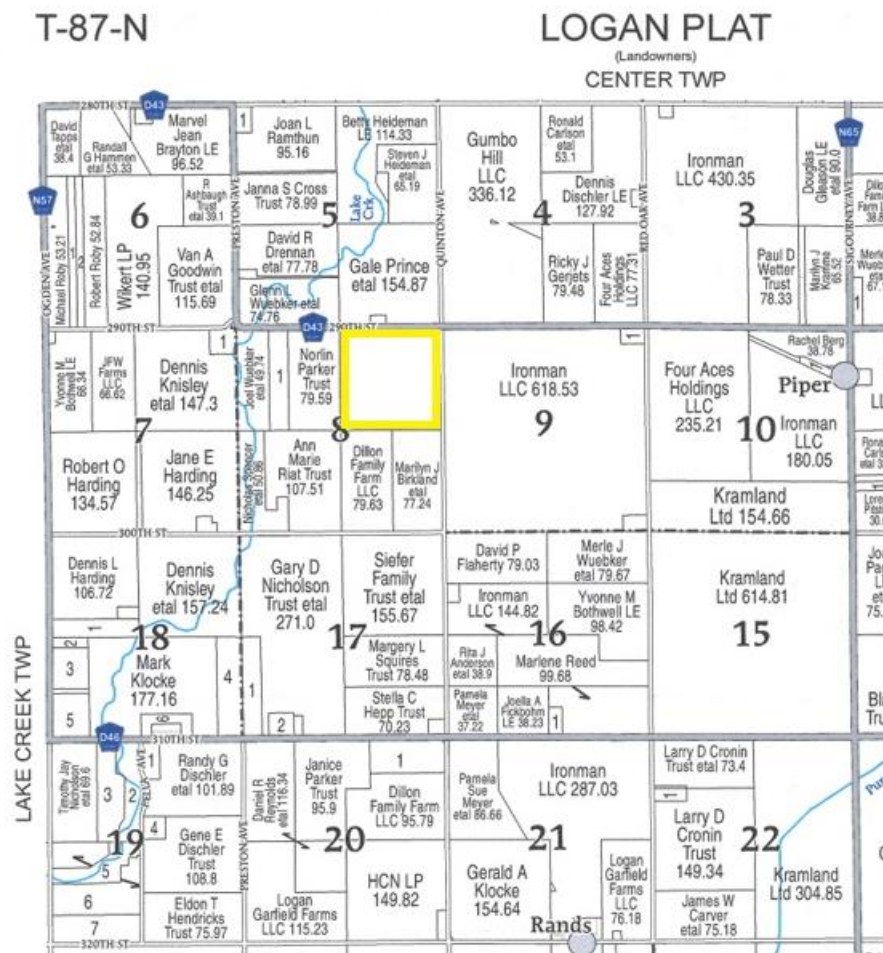 T-87-N
LOGAN PLAT
(Landowners)
CENTER TWP
280TH ST
D43
N65
N57
David
Tapps
etal
38.4
Randall
G Hammon
etal 53.33
Marvel
Jean
Brayton LE
96.52
1
Joan L
Ramthun
95.16
Betty Heideman
LE 114.33
Steven J
Heideman
etal
65.19
Gumbo
Hill
LLC
336.12
Ronald
Carlson
etal
53.1
Dennis
Dischler LE
127.92
Ironman
LLC 430.35
Douglas
Gleason LE
etal 90.0
R
Ashbaugh
Trust
etal 39.1
6
Janna S Cross
Trust 78.99
5
Lake
Crk
4
3
OGDEN AVE
Michael Roby 53.21
1
2
Robert Roby 52.84
Wikert LP
140.95
Van A
Goodwin
Trust etal
115.69
PRESTON AVE
David R
Drennan
etal 77.78
Glenn L
Wuebker etal
74.76
Gale Prince
etal 154.87
QUINTON AVE
Ricky J
Gerjets
79.48
Four Aces
Holdings
LLC 77.31
RED OAK AVE
Paul D
Wetter
Trust
78.33
Marilyn J
Kramme
65.52
SIGOURNEY AVE
1
290TH ST
D43
290TH ST
Yvonne M
Bothwell LE
66.34
JFW
Farms
LLC
66.62
Dennis
Knisley
etal 147.3
1
Joel Wuebker
etal 49.74
1
Norlin
Parker
Trust
79.59
Ironman
LLC 618.53
1
Four Aces
Holdings
LLC
235.21
Rachel Berg
38.78
Piper
7
8
9
10
Ironman
LLC
180.05
Robert O
Harding
134.57
Jane E
Harding
146.25
Nicholas Spencer
etal 50.86
Ann
Marie
Riat Trust
107.51
Dillon
Family
Farm
LLC
79.63
Marilyn J
Birkland
etal
77.24
Kramland
Ltd 154.66
1
300TH ST
Dennis L
Harding
106.72
Dennis
Knisley
etal 157.24
Gary D
Nicholson
Trust etal
271.0
Siefer
Family
Trust etal
155.67
David P
Flaherty 79.03
Merle J
Wuebker
etal 79.67
Kramland
Ltd 614.81
Ironman
LLC 144.82
Yvonne M
Bothwell LE
98.42
1
2
18
17
16
15
LAKE CREEK TWP
3
Mark
Klocke
177.16
4
1
Margery L
Squires
Trust 78.48
Rita J
Anderson
etal 38.9
Marlene Reed
99.68
5
6
2
Stella C
Hepp Trust
70.23
Pamela
Meyer
etal
37.22
Joella A
Fickbohm
LE 38.23
1
D46
310TH ST
Timothy Jay
Nicholson
etal 69.6
3
2
1
Randy G
Dischler
etal 101.89
Daniel R
Reynolds
etal 116.34
Janice
Parker
Trust
95.9
1
Dillon
Family Farm
LLC 95.79
Pamela
Sue
Meyer
etal 86.66
Ironman
LLC 287.03
Larry D Cronin
Trust etal 73.4
1
4
19
20
21
22
5
Gene E
Dischler
Trust
108.8
PRESTON AVE
Larry D
Cronin
Trust
149.34
6
7
Eldon T
Hendricks
Trust 75.97
Logan
Garfield Farms
LLC 115.23
HCN LP
149.82
Gerald A
Klocke
154.64
Logan
Garfield
Farms
LLC
76.18
James W
Carver
etal 75.18
Kramland
Ltd 304.85
Rands
320TH ST